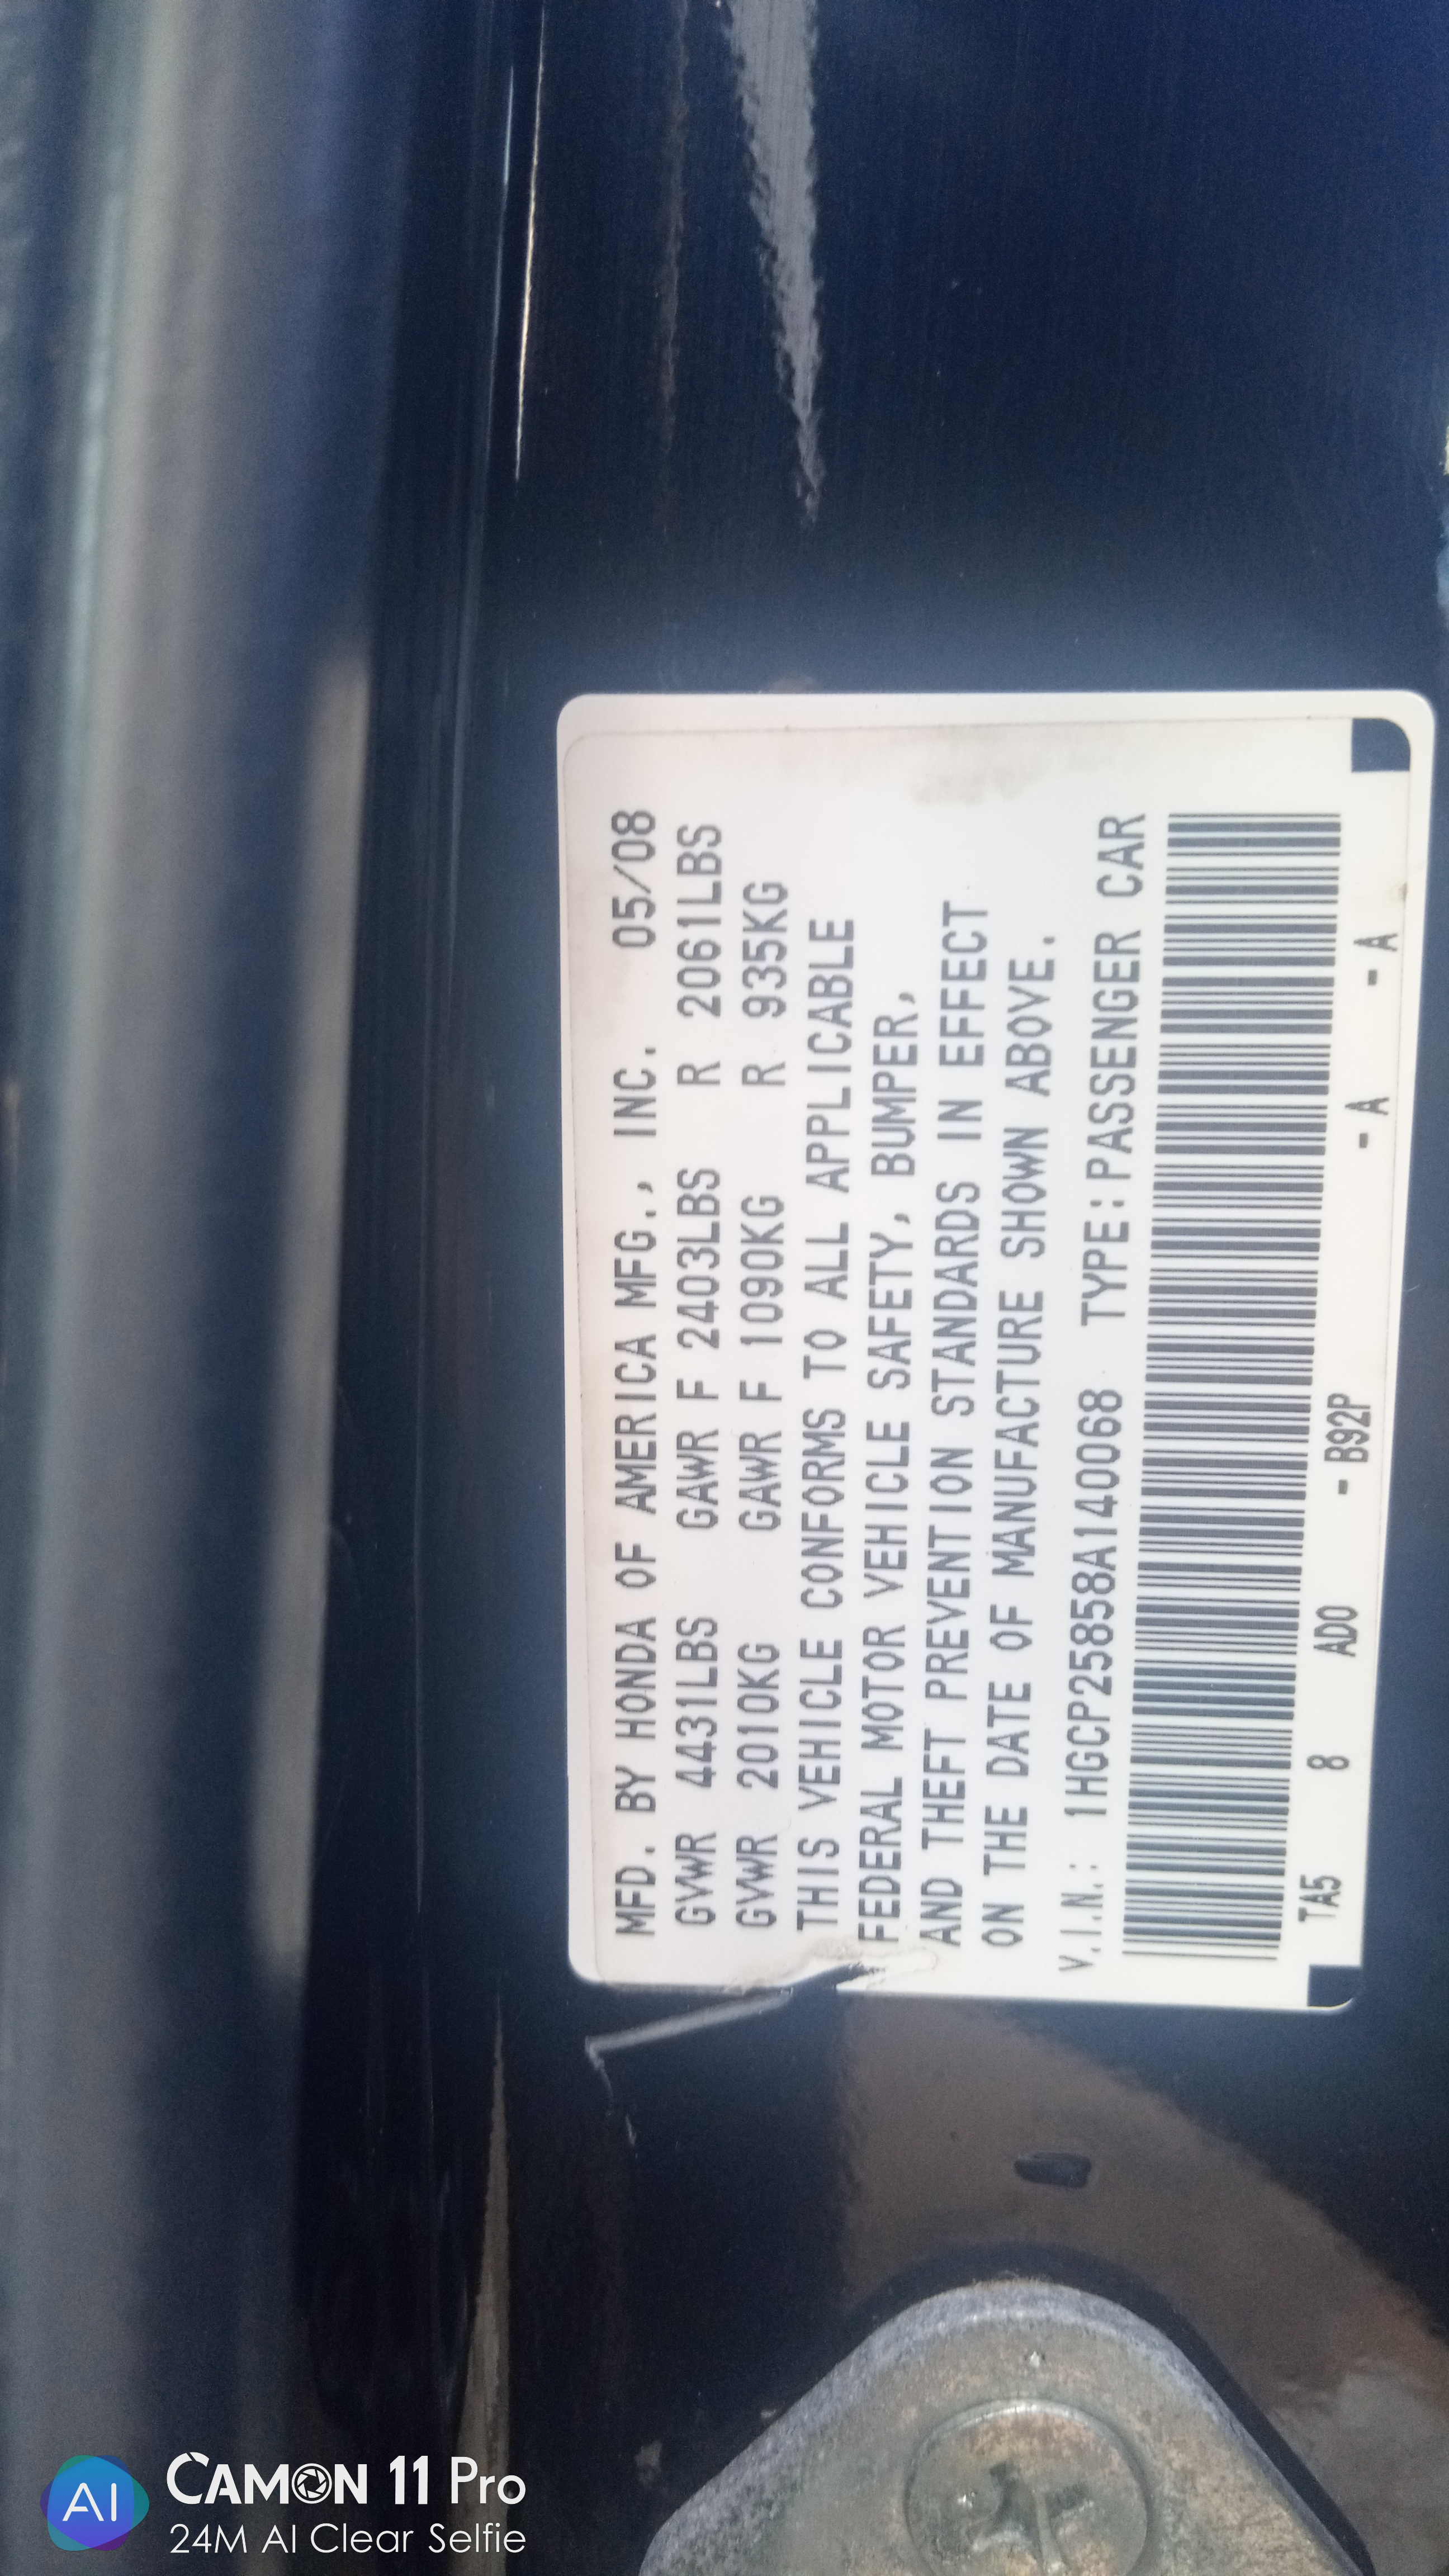 MFD. BY HONDA OF AMERICA MFG., INC. 05/08
GVWR 4431LBS GAWR F 2403LBS R 2061LBS
GVWR 2010KG GAWR F 1090KG R 935KG
THIS VEHICLE CONFORMS TO ALL APPLICABLE
FEDERAL MOTOR VEHICLE SAFETY, BUMPER,
AND THEFT PREVENTION STANDARDS IN EFFECT
ON THE DATE OF MANUFACTURE SHOWN ABOVE.
V.I.N.: 1HGCP25858A140068 TYPE:PASSENGER CAR
TA5 8 AD0 - B92P - A - A
AI CAMON 11 Pro
24M AI Clear Selfie